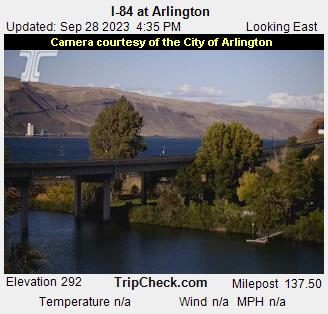 I-84 at Arlington
Updated: Sep 28 2023 4:35 PM Looking East
Camera courtesy of the City of Arlington
Elevation 292 TripCheck.com Milepost 137.50
Temperature n/a Wind n/a MPH n/a